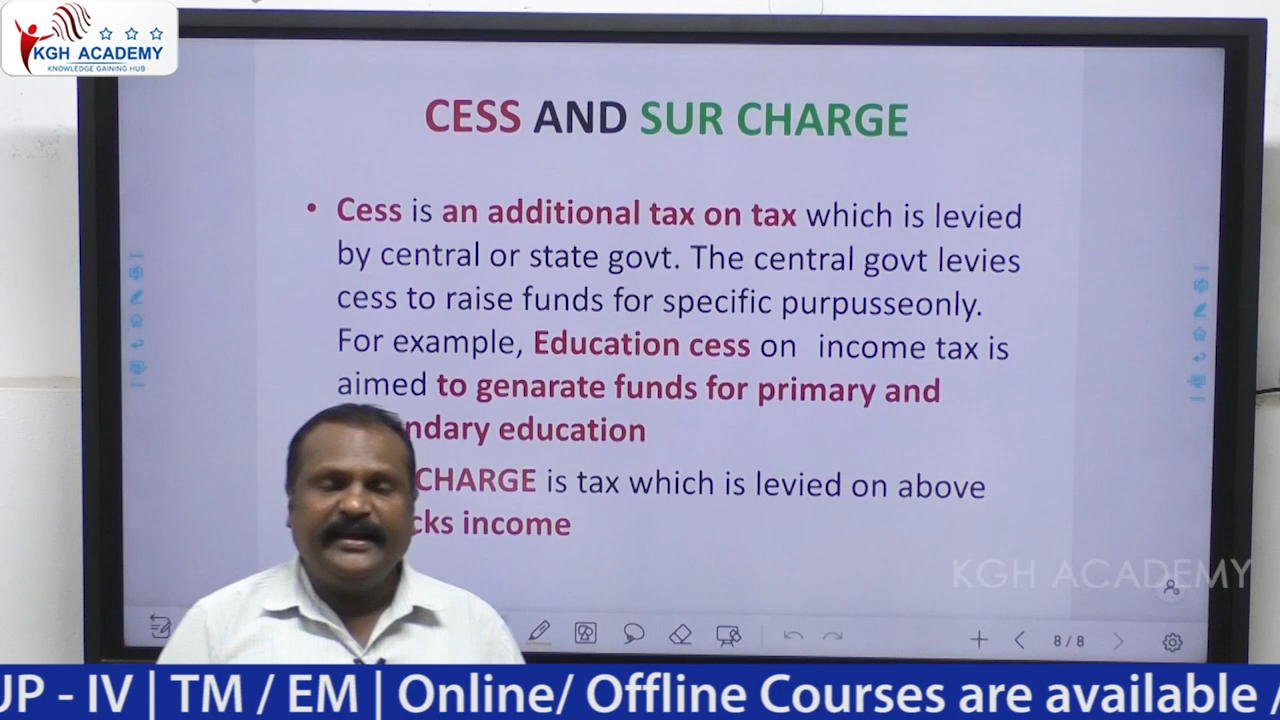 KGH ACADEMY
KNOWLEDGE GAINING HUB
CESS AND SUR CHARGE
• Cess is an additional tax on tax which is levied
by central or state govt. The central govt levies
cess to raise funds for specific purpusseonly.
For example, Education cess on income tax is
aimed to genarate funds for primary and
ndary education
CHARGE is tax which is levied on above
cks income
KGH ACADEMY
8/8
UP - IV | TM / EM | Online/ Offline Courses are available /